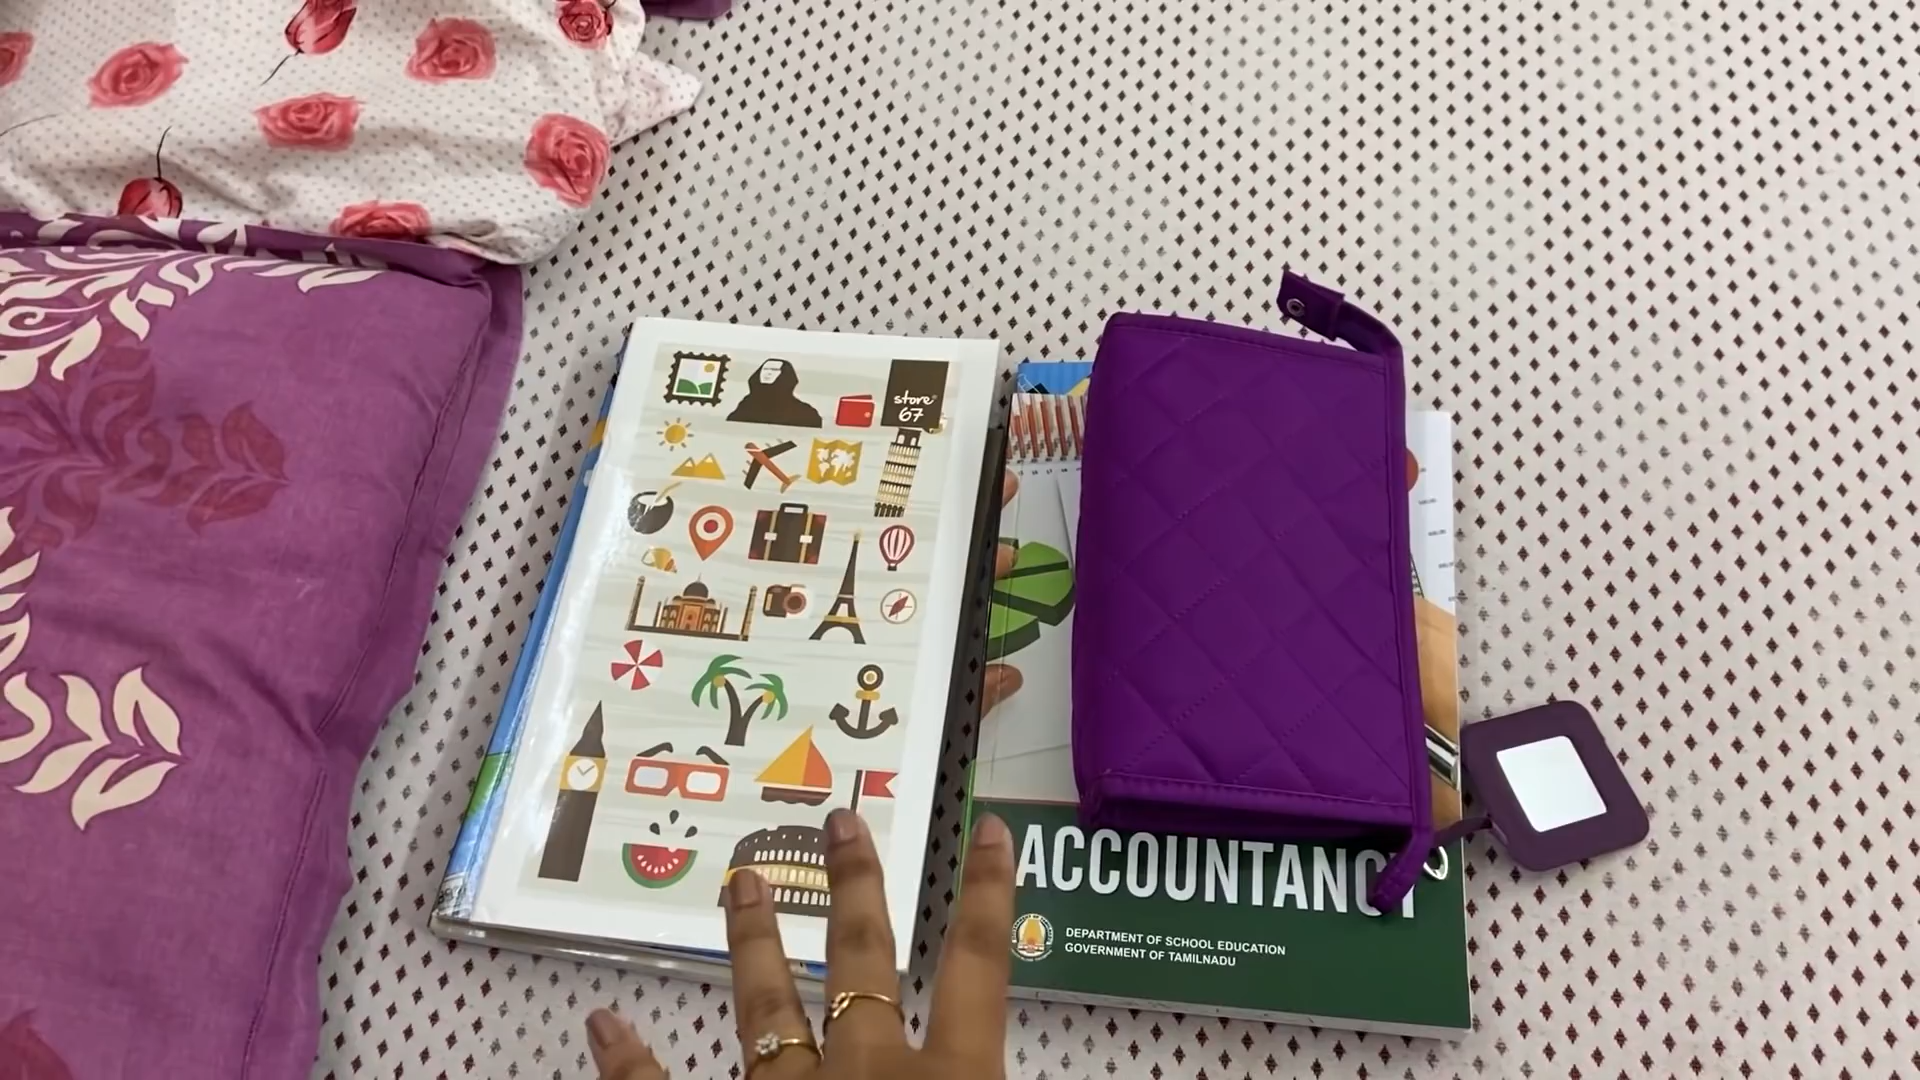 store
67
ACCOUNTANCY
DEPARTMENT OF SCHOOL EDUCATION
GOVERNMENT OF TAMILNADU